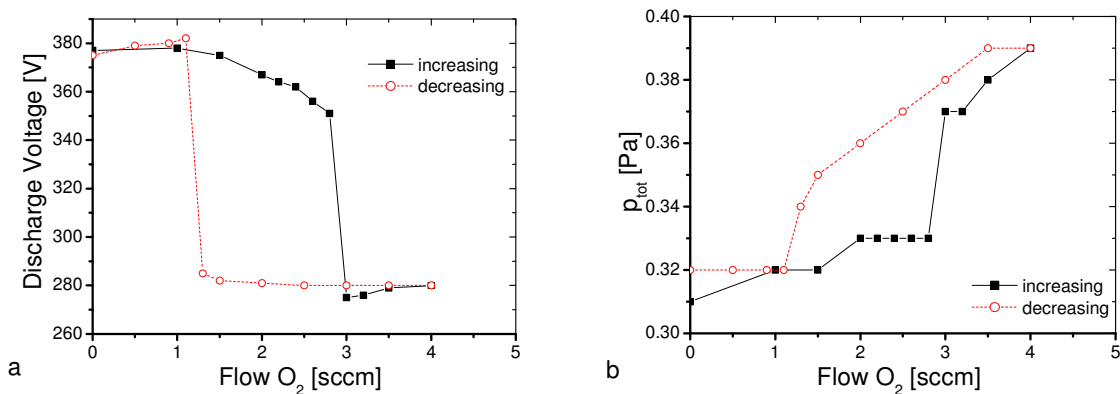 380
360
340
320
300
280
260
0
1
2
3
4
5
Discharge Voltage [V]
Flow O2 [sccm]
increasing
decreasing
a
0.40
0.38
0.36
0.34
0.32
0.30
0
1
2
3
4
5
ptot [Pa]
Flow O2 [sccm]
increasing
decreasing
b